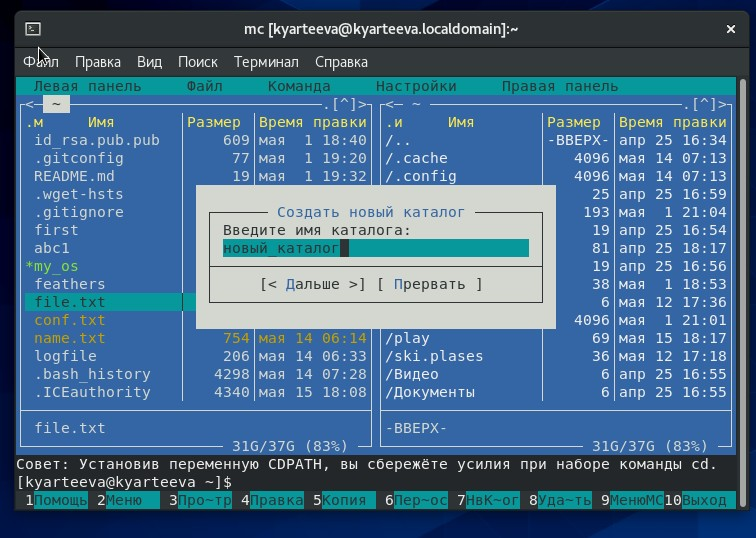 mc [kyarteeva@kyarteeva.localdomain]:~
Файл Правка Вид Поиск Терминал Справка
Левая панель Файл Команда Настройки Правая панель
<— ~ .[^]> <— ~ .[^]>
.м Имя Размер Время правки .и Имя Размер Время правки
id_rsa.pub.pub 609 мая 1 18:40 /.. -ВВЕРХ- апр 25 16:34
.gitconfig 77 мая 1 19:20 /.cache 4096 мая 14 07:13
README.md 19 мая 1 19:32 /.config 4096 мая 14 07:13
.wget-hsts 25 апр 25 16:59
.gitignore 193 мая 1 21:04
first 19 апр 25 16:54
abc1 81 апр 25 18:17
*my_os 19 апр 25 16:56
feathers 38 мая 1 18:53
file.txt 6 мая 12 17:36
conf.txt 4096 мая 1 21:01
name.txt 754 мая 14 06:14 /play 69 мая 15 18:17
logfile 206 мая 14 06:33 /ski.plases 36 мая 12 17:18
.bash_history 4298 мая 14 07:28 /Видео 6 апр 25 16:55
.ICEauthority 4340 мая 15 18:08 /Документы 6 апр 25 16:55
Создать новый каталог
Введите имя каталога:
новый_каталог
[< Дальше >] [ Прервать ]
file.txt -ВВЕРХ-
31G/37G (83%) 31G/37G (83%)
Совет: Установив переменную CDPATH, вы сбережёте усилия при наборе команды cd.
[kyarteeva@kyarteeva ~]$
1Помощь 2Меню 3Про~тр 4Правка 5Копия 6Пер~ос 7НвК~ог 8Уда~ть 9МенюMC 10Выход